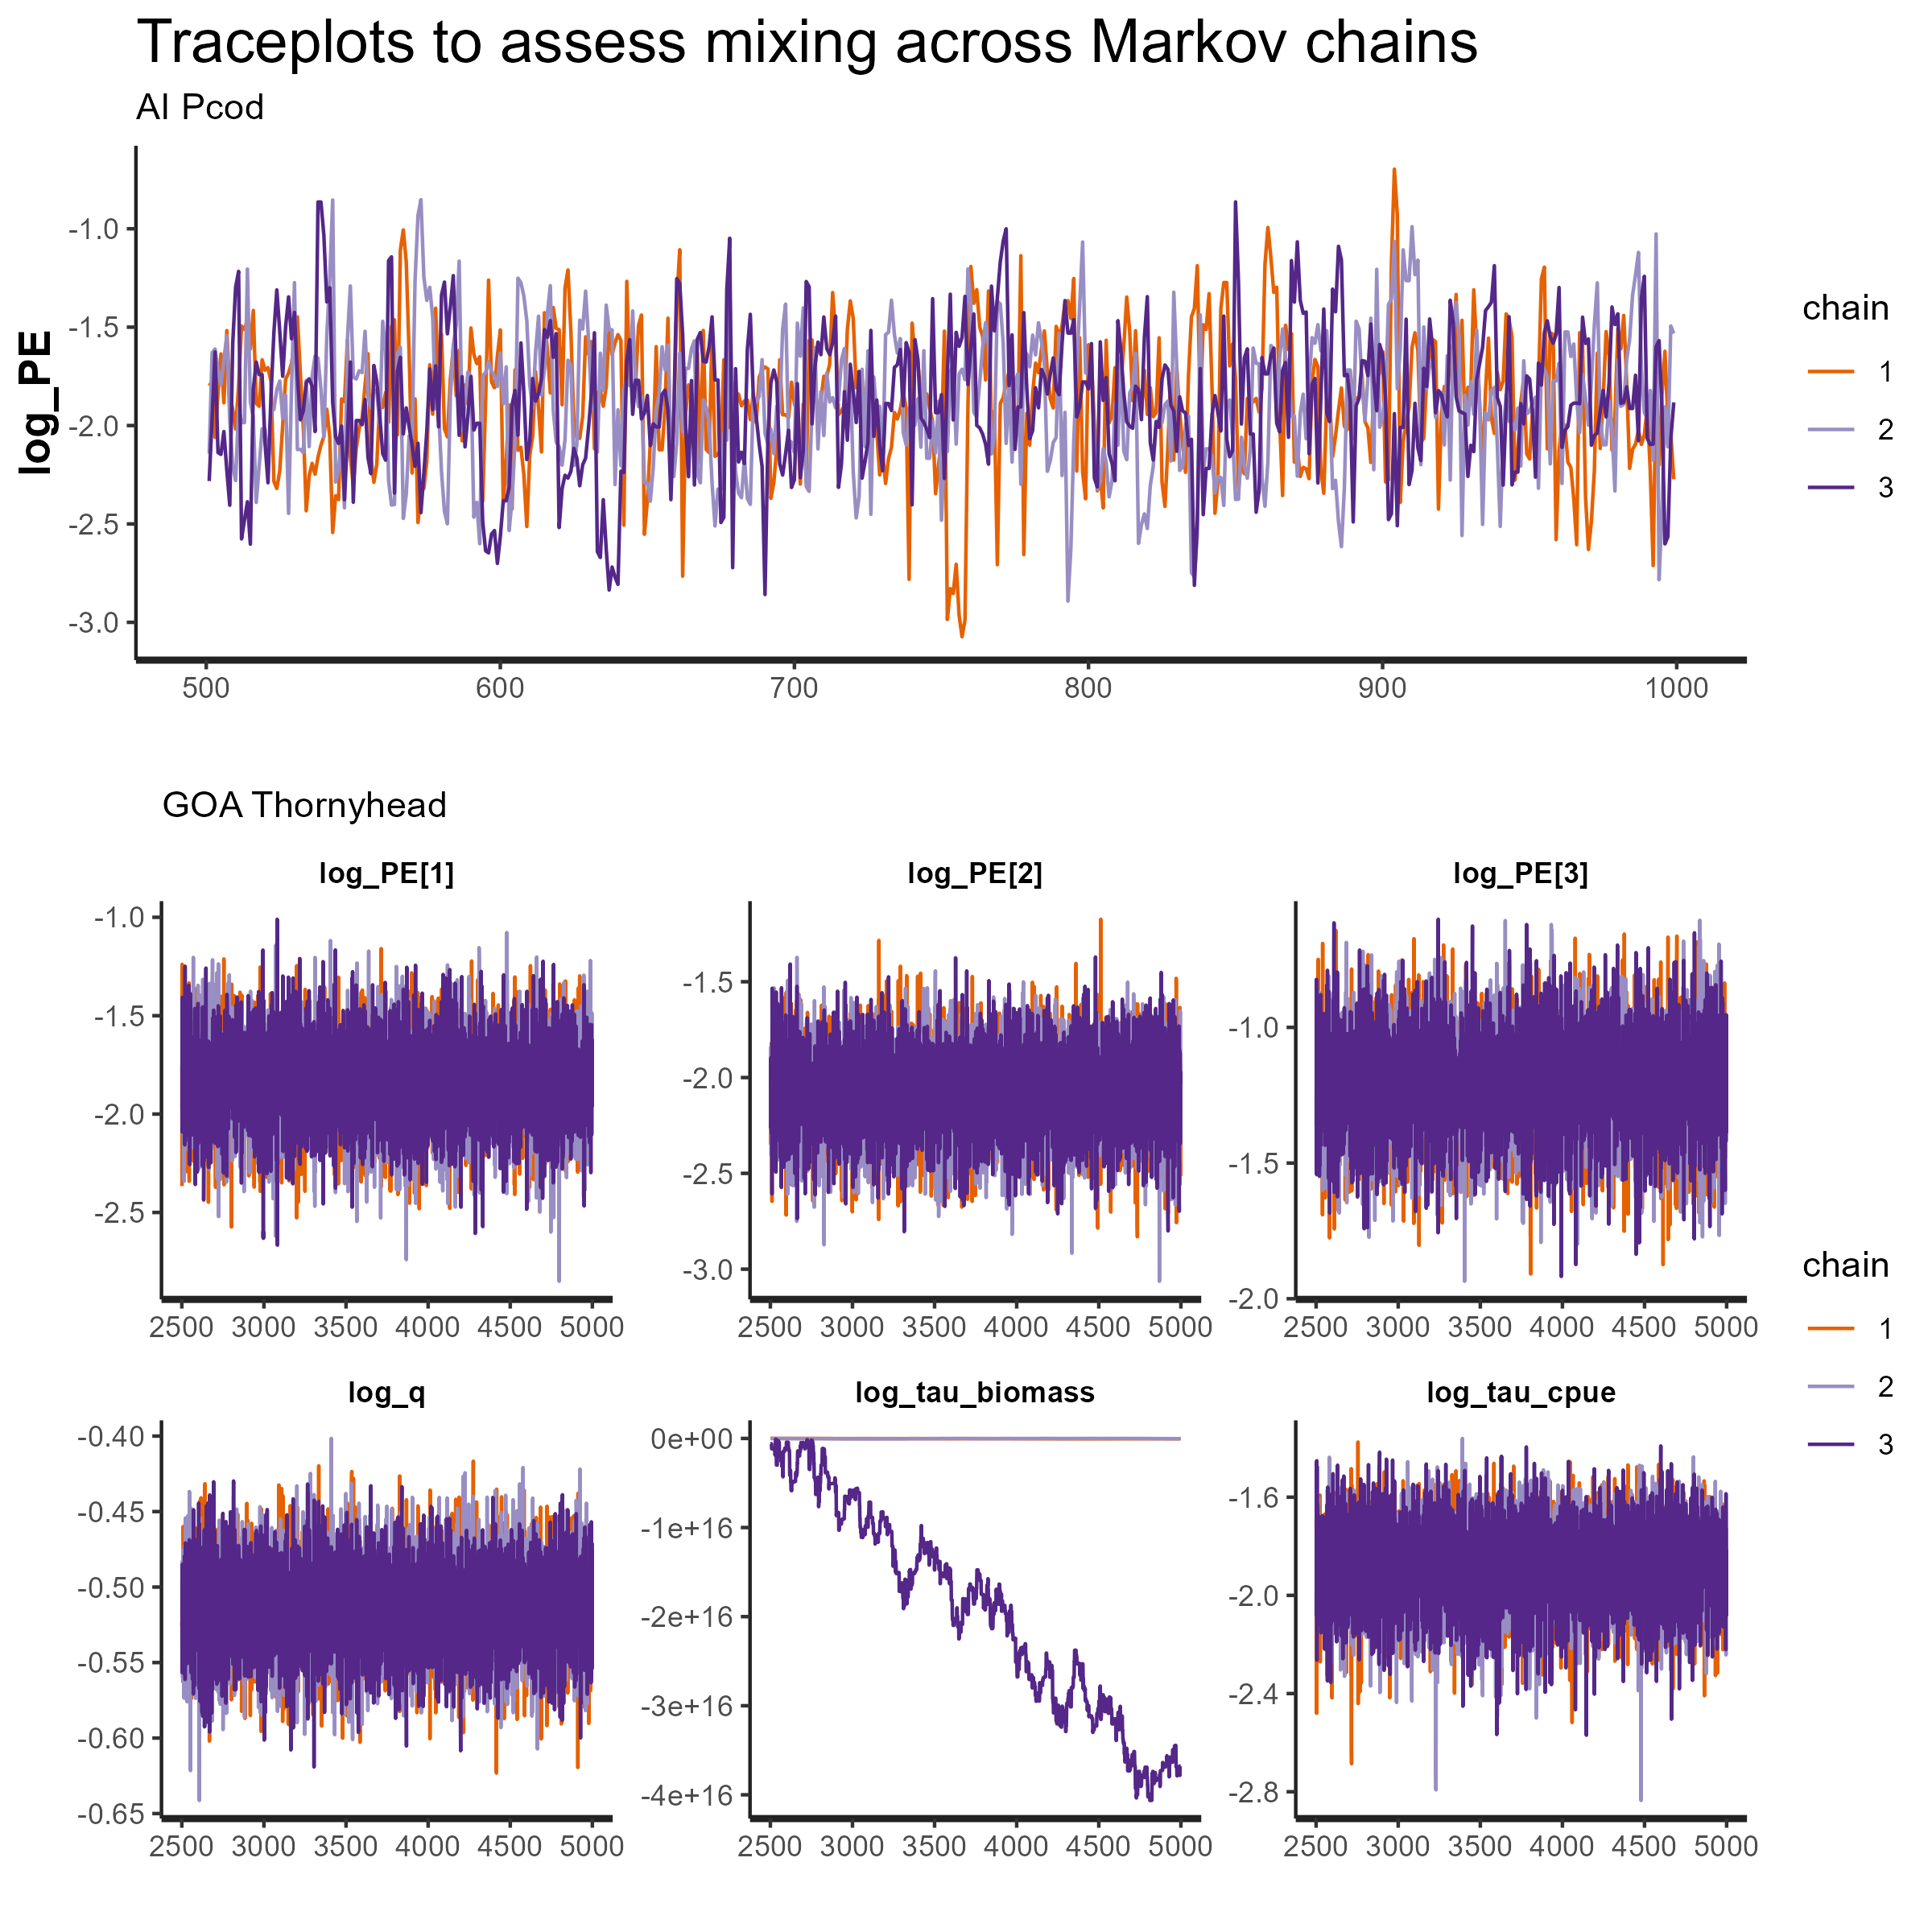 Traceplots to assess mixing across Markov chains
AI Pcod
log_PE
-1.0
-1.5
-2.0
-2.5
-3.0
500 600 700 800 900 1000
chain
1
2
3
GOA Thornyhead
log_PE[1] log_PE[2] log_PE[3]
-1.0
-1.5
-2.0
-2.5
2500 3000 3500 4000 4500 5000
-1.5
-2.0
-2.5
-3.0
2500 3000 3500 4000 4500 5000
-1.0
-1.5
-2.0
2500 3000 3500 4000 4500 5000
chain
1
2
3
log_q log_tau_biomass log_tau_cpue
-0.40
-0.45
-0.50
-0.55
-0.60
-0.65
2500 3000 3500 4000 4500 5000
0e+00
-1e+16
-2e+16
-3e+16
-4e+16
2500 3000 3500 4000 4500 5000
-1.6
-2.0
-2.4
-2.8
2500 3000 3500 4000 4500 5000